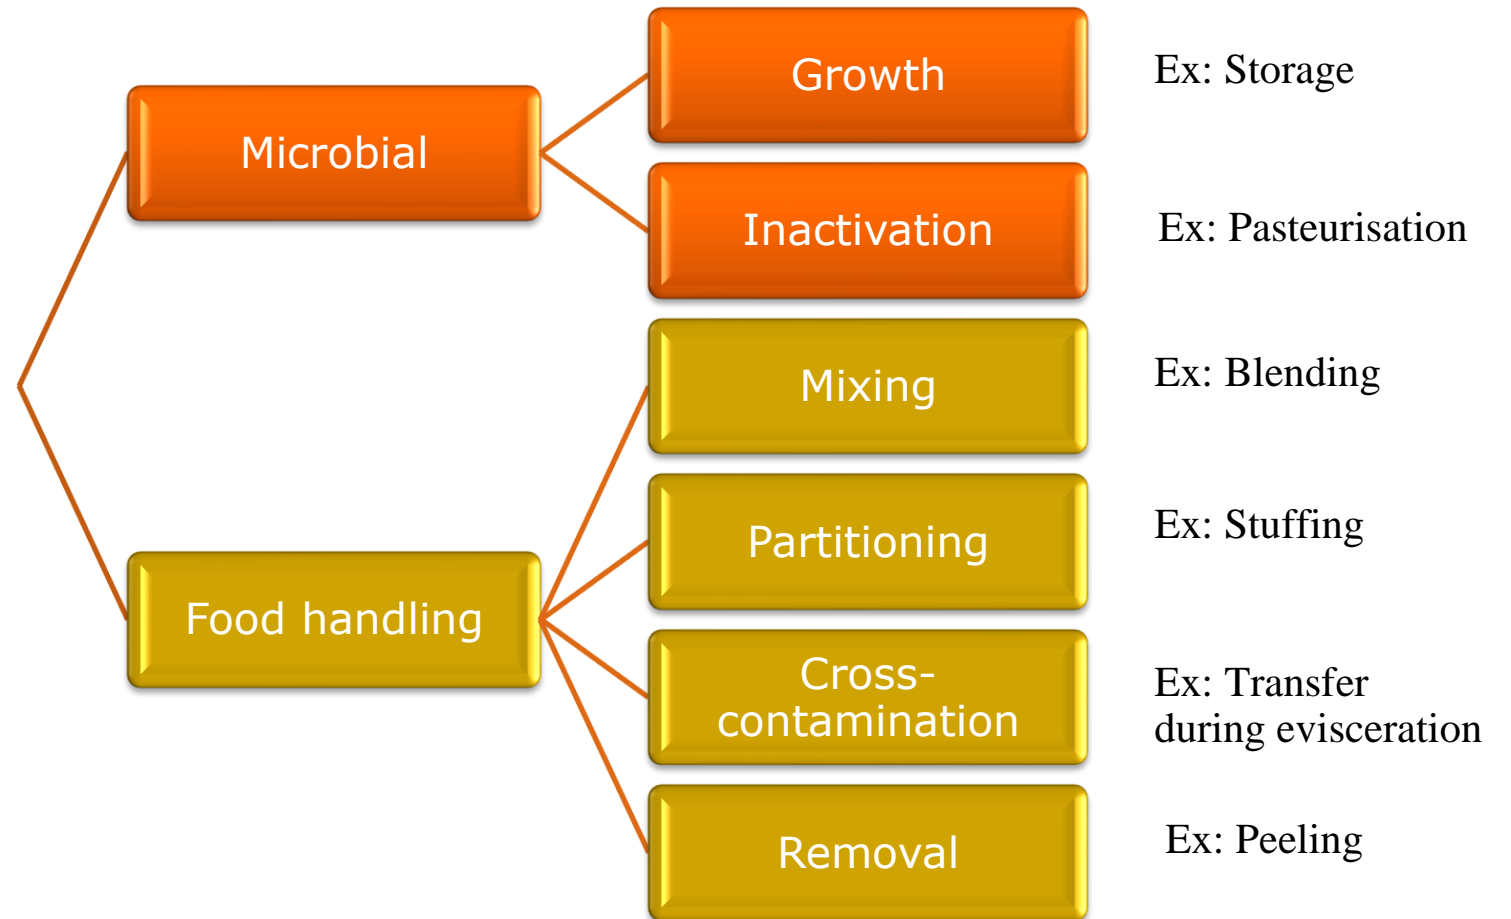 Growth
Ex: Storage
Microbial
Inactivation
Ex: Pasteurisation
Mixing
Ex: Blending
Partitioning
Ex: Stuffing
Food handling
Cross-
contamination
Ex: Transfer
during evisceration
Removal
Ex: Peeling